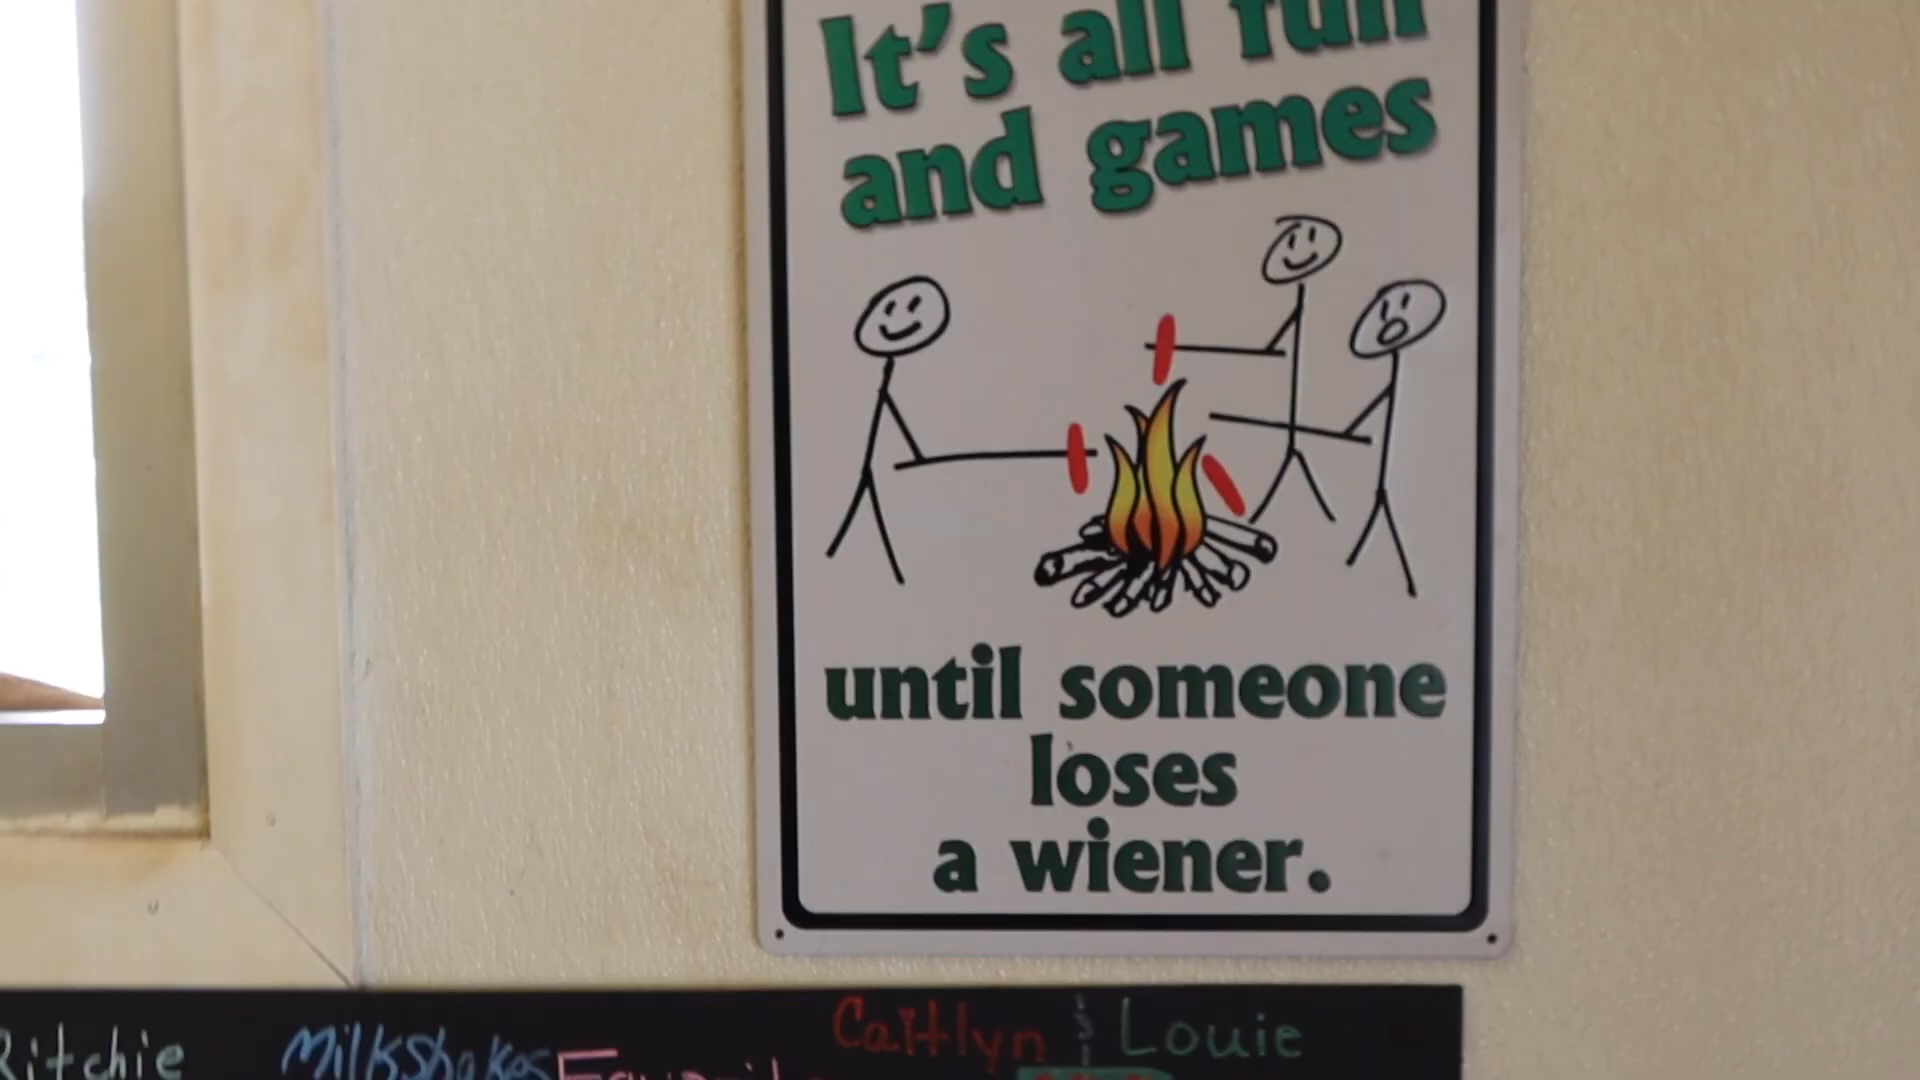 It's all fun
and games
until someone
loses
a wiener.
Caitlyn & Louie
Ritchie
Milkshakes